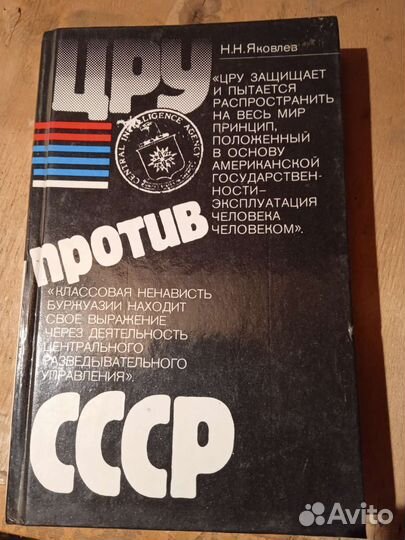 ЦРУ
Н.Н.Яковлев
«ЦРУ ЗАЩИЩАЕТ
И ПЫТАЕТСЯ
РАСПРОСТРАНИТЬ
НА ВЕСЬ МИР
ПРИНЦИП,
ПОЛОЖЕННЫЙ
В ОСНОВУ
АМЕРИКАНСКОЙ
ГОСУДАРСТВЕН-
НОСТИ–
ЭКСПЛУАТАЦИЯ
ЧЕЛОВЕКА
ЧЕЛОВЕКОМ».
CENTRAL INTELLIGENCE AGENCY
против
«КЛАССОВАЯ НЕНАВИСТЬ
БУРЖУАЗИИ НАХОДИТ
СВОЕ ВЫРАЖЕНИЕ
ЧЕРЕЗ ДЕЯТЕЛЬНОСТЬ
ЦЕНТРАЛЬНОГО
РАЗВЕДЫВАТЕЛЬНОГО
УПРАВЛЕНИЯ».
СССР
Avito